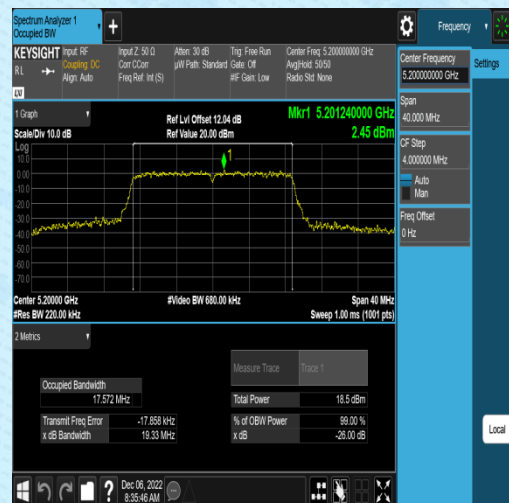 Spectrum Analyzer 1
Occupied BW
+
Frequency
KEYSIGHT
Input: RF
Input Z: 50 Ω
Atten: 30 dB
Trig: Free Run
Center Freq: 5.200000000 GHz
RL
Coupling: DC
Corr CCorr
µW Path: Standard
Gate: Off
Avg|Hold: 50/50
Align: Auto
Freq Ref: Int (S)
#IF Gain: Low
Radio Std: None
LXI
1 Graph
Scale/Div 10.0 dB
Ref Lvl Offset 12.04 dB
Ref Value 20.00 dBm
Mkr1 5.201240000 GHz
2.45 dBm
Log
10.0
0.00
-10.0
-20.0
-30.0
-40.0
-50.0
-60.0
-70.0
1
Center 5.20000 GHz
#Video BW 680.00 kHz
Span 40 MHz
#Res BW 220.00 kHz
Sweep 1.00 ms (1001 pts)
2 Metrics
Measure Trace
Trace 1
Occupied Bandwidth
17.572 MHz
Total Power
18.5 dBm
Transmit Freq Error
-17.858 kHz
% of OBW Power
99.00 %
x dB Bandwidth
19.33 MHz
x dB
-26.00 dB
?
Dec 06, 2022
8:35:46 AM
Center Frequency
5.200000000 GHz
Settings
Span
40.000 MHz
CF Step
4.000000 MHz
Auto
Man
Freq Offset
0 Hz
Local